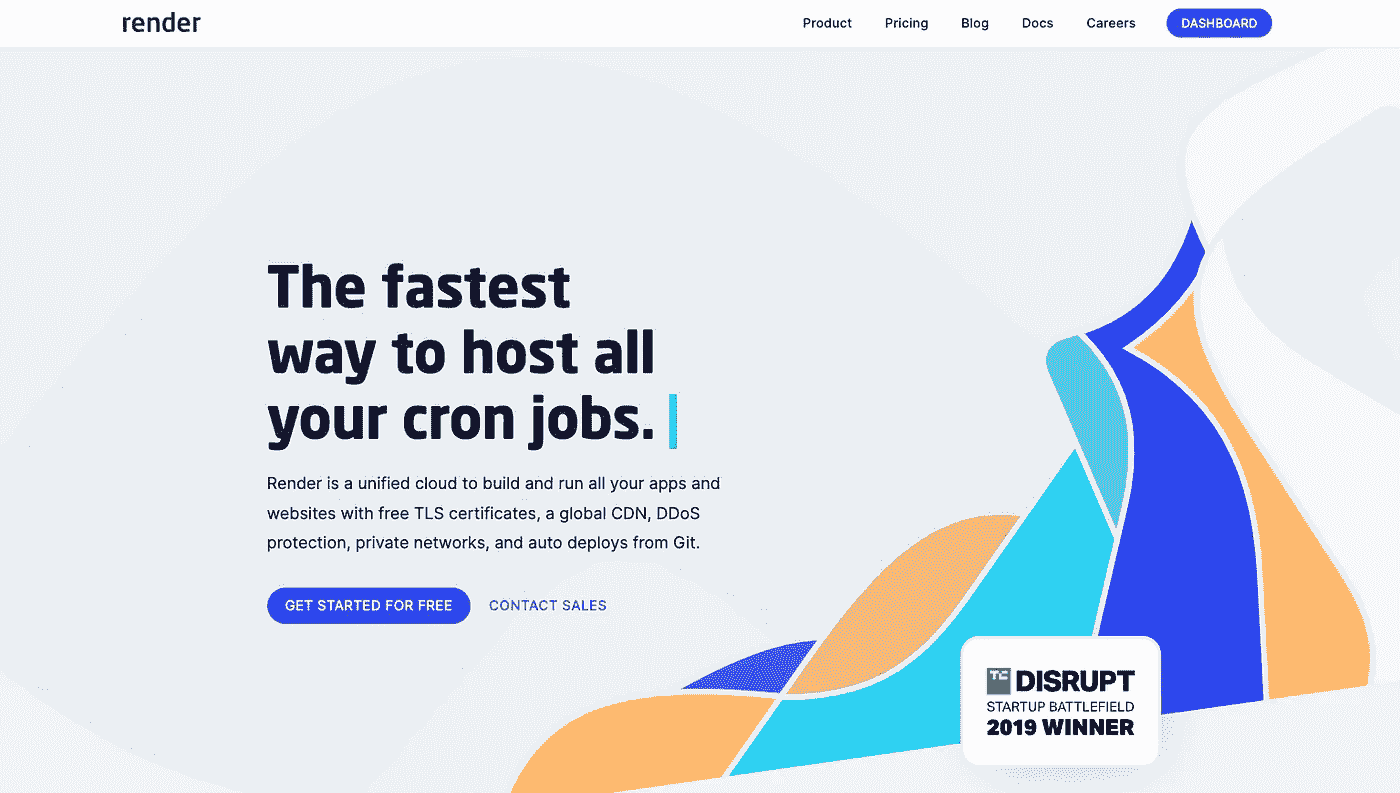 render
Product
Pricing
Blog
Docs
Careers
DASHBOARD
The fastest
way to host all
your cron jobs.
Render is a unified cloud to build and run all your apps and
websites with free TLS certificates, a global CDN, DDoS
protection, private networks, and auto deploys from Git.
GET STARTED FOR FREE
CONTACT SALES
TC DISRUPT
STARTUP BATTLEFIELD
2019 WINNER